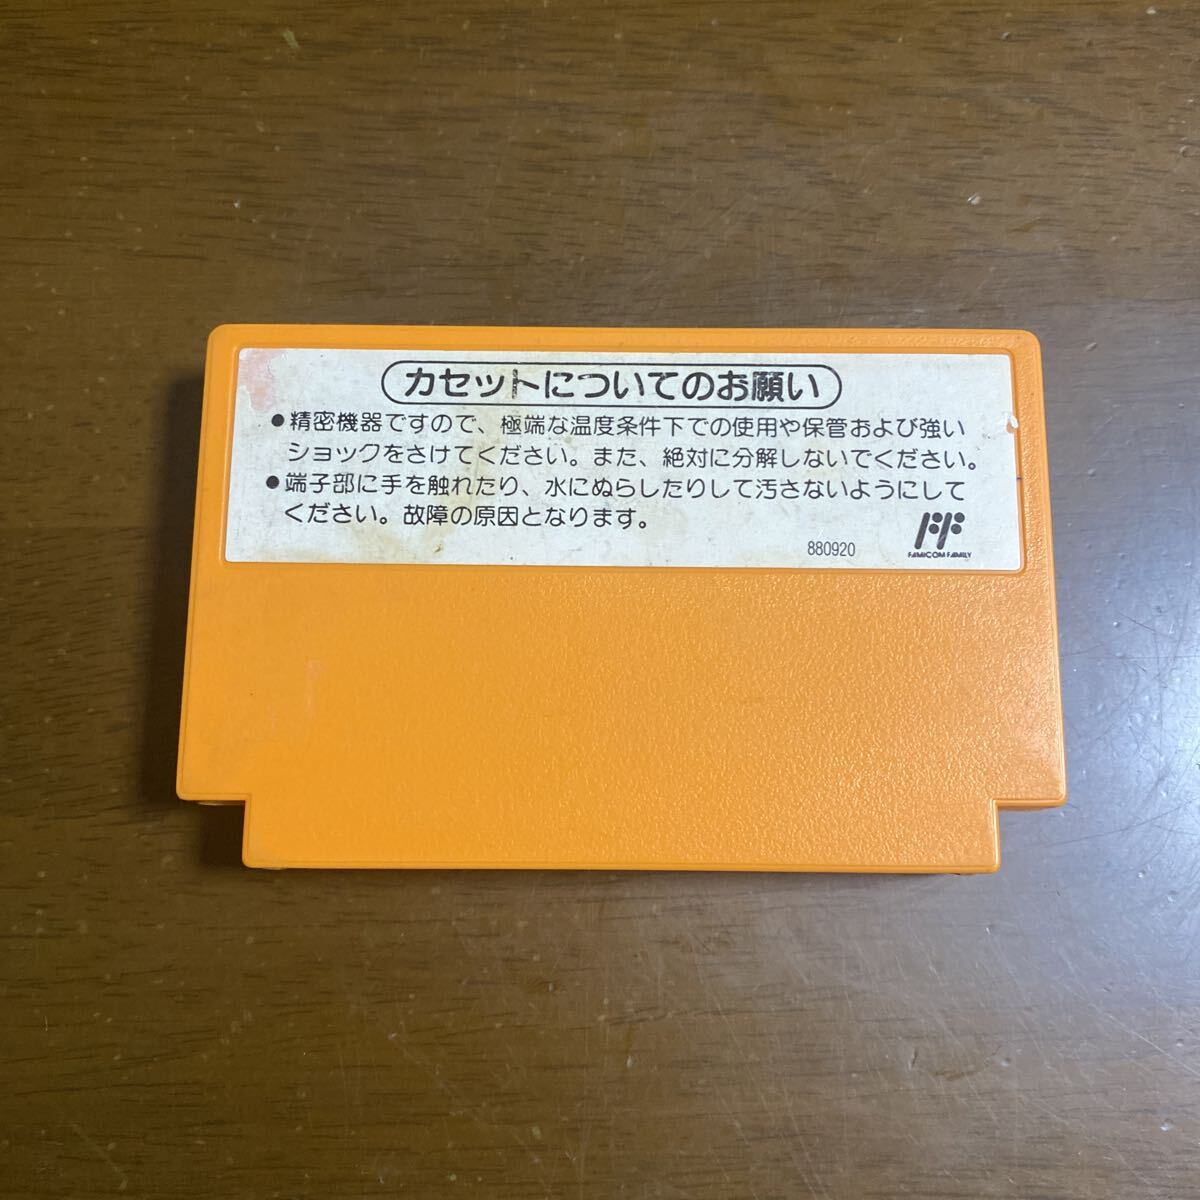 カセットについてのお願い
●精密機器ですので、極端な温度条件下での使用や保管および強い
ショックをさけてください。また、絶対に分解しないでください。
●端子部に手を触れたり、水にぬらしたりして汚さないようにして
ください。故障の原因となります。
880920
FF
FAMICOM FAMILY